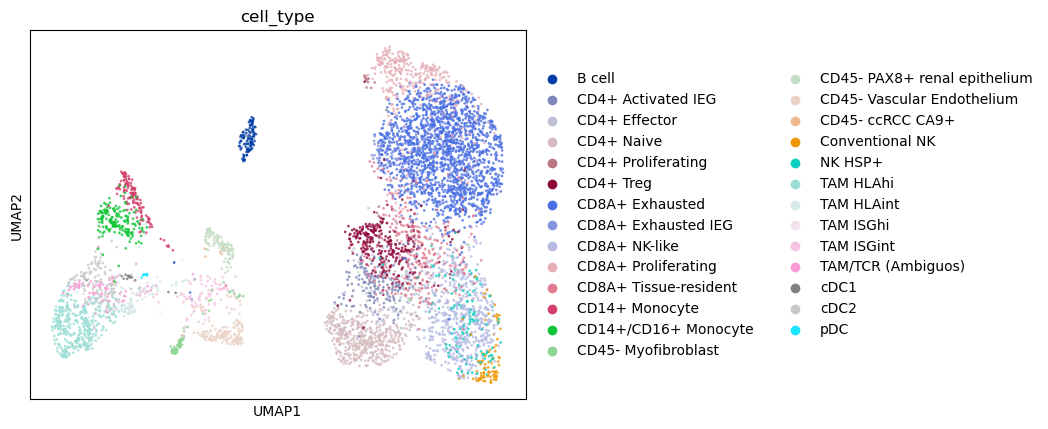 cell_type
UMAP2
UMAP1
B cell
CD4+ Activated IEG
CD4+ Effector
CD4+ Naive
CD4+ Proliferating
CD4+ Treg
CD8A+ Exhausted
CD8A+ Exhausted IEG
CD8A+ NK-like
CD8A+ Proliferating
CD8A+ Tissue-resident
CD14+ Monocyte
CD14+/CD16+ Monocyte
CD45- Myofibroblast
CD45- PAX8+ renal epithelium
CD45- Vascular Endothelium
CD45- ccRCC CA9+
Conventional NK
NK HSP+
TAM HLAhi
TAM HLAint
TAM ISGhi
TAM ISGint
TAM/TCR (Ambiguos)
cDC1
cDC2
pDC